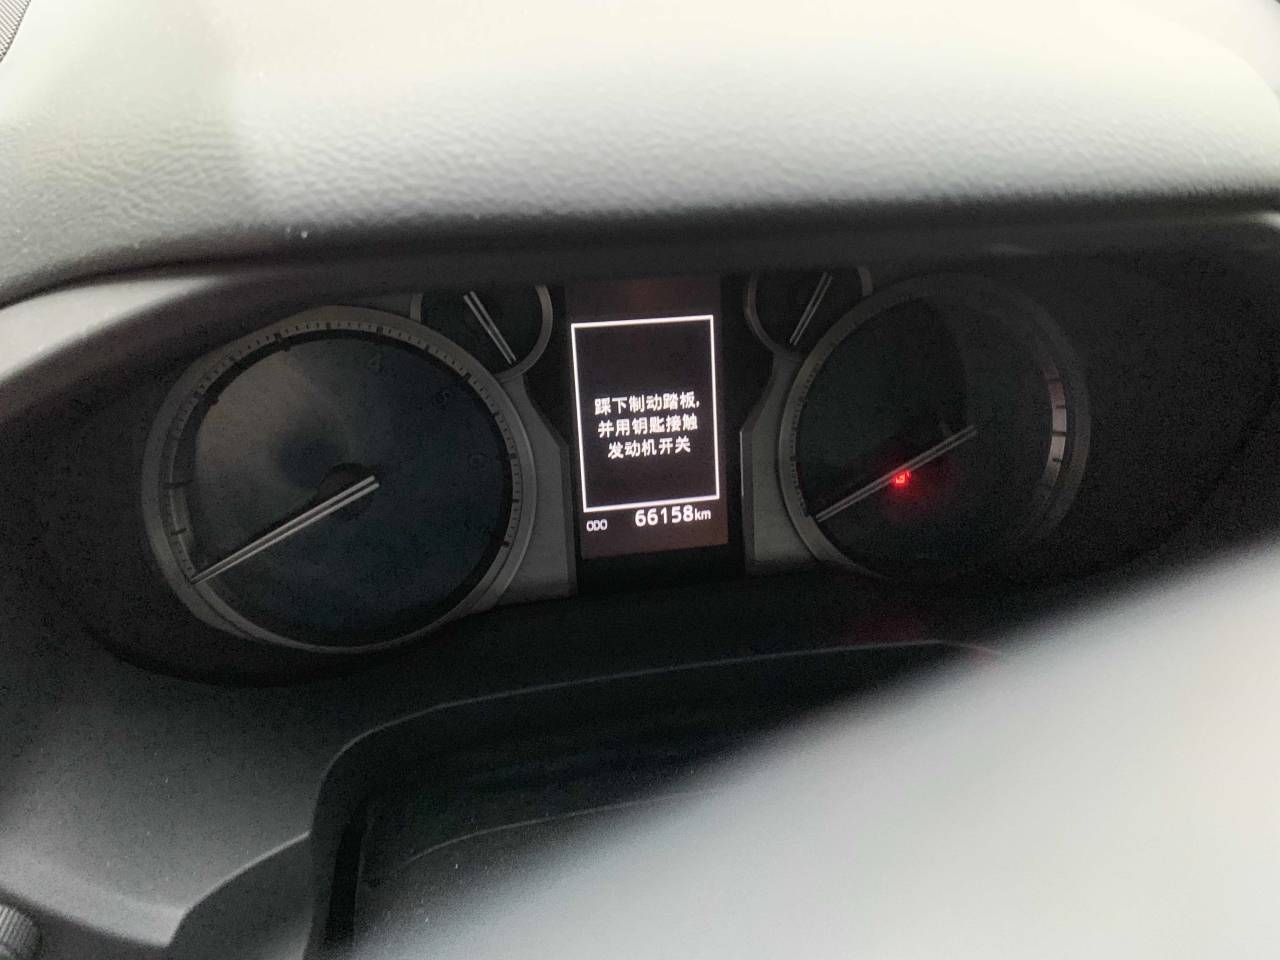 踩下制动踏板,
并用钥匙接触
发动机开关
ODO 66158km